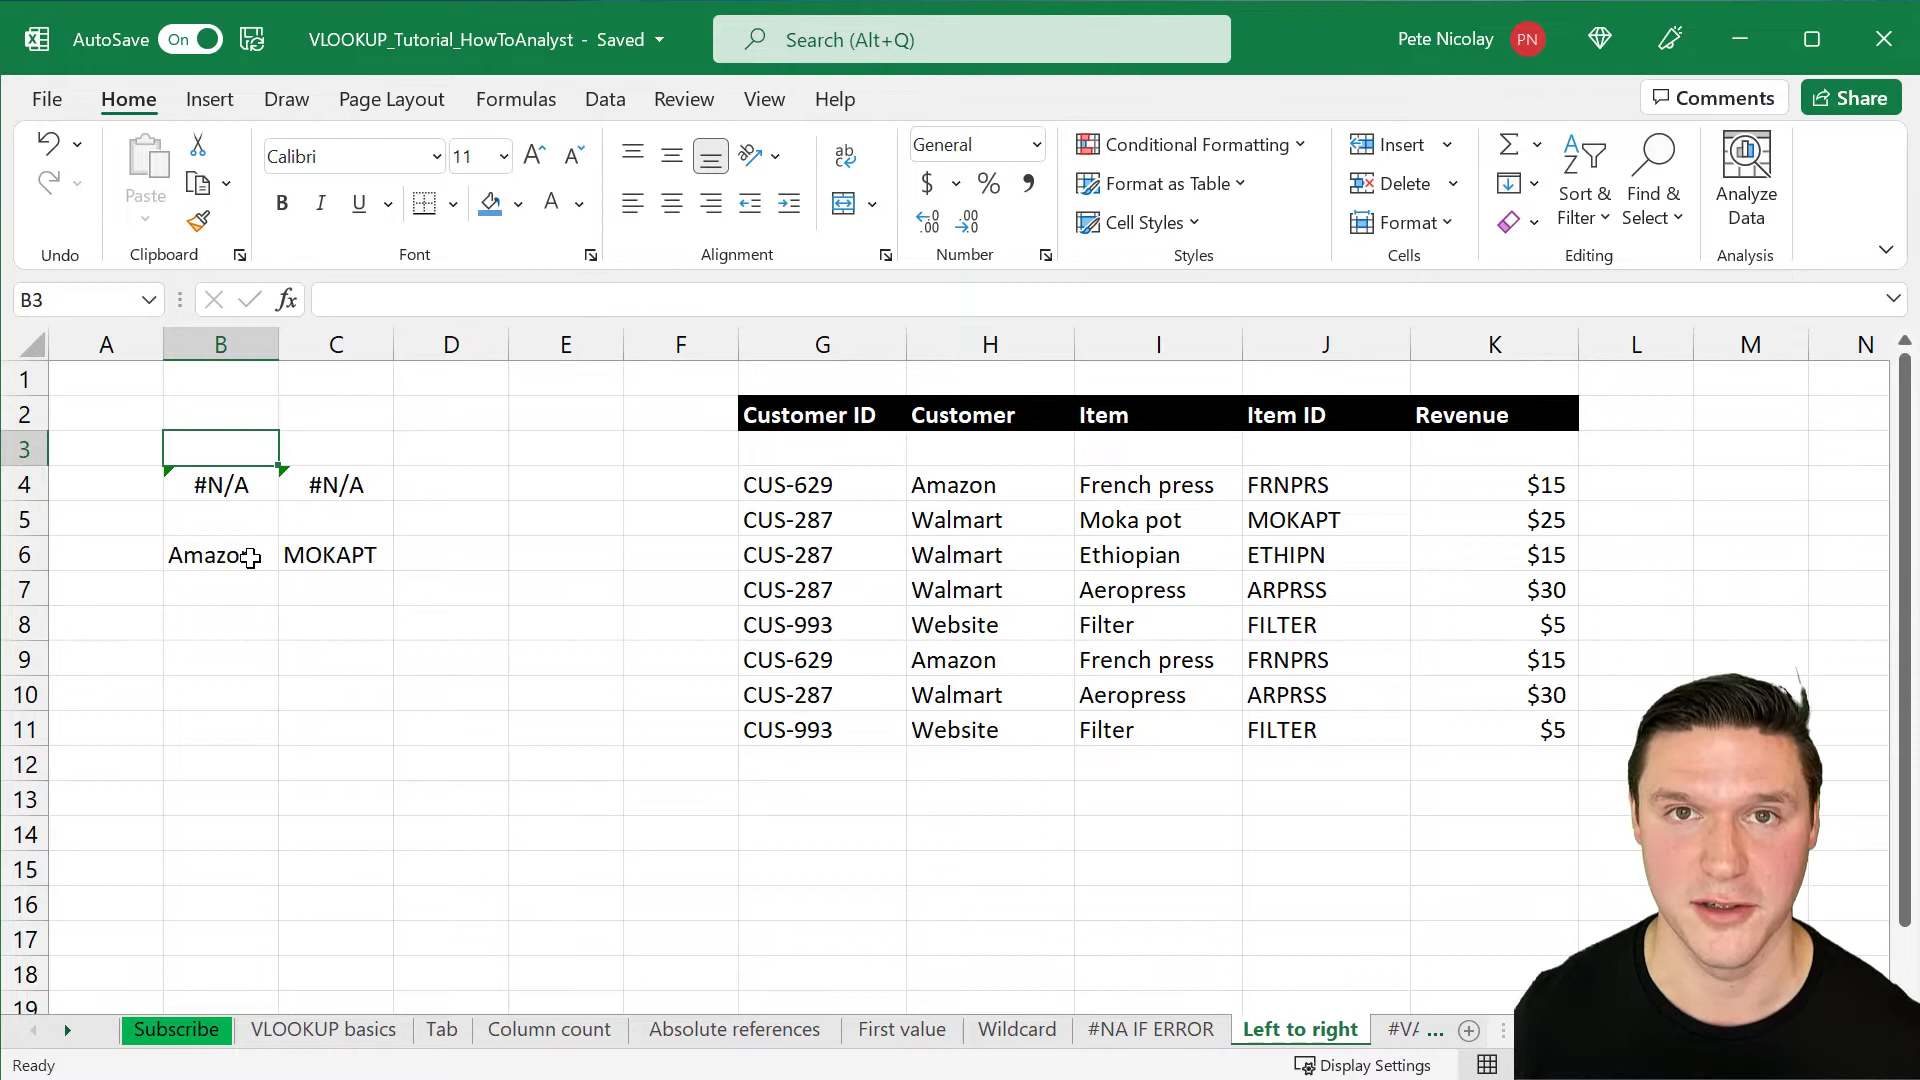 AutoSave On VLOOKUP_Tutorial_HowToAnalyst - Saved Search (Alt+Q) Pete Nicolay PN
File Home Insert Draw Page Layout Formulas Data Review View Help Comments Share
Calibri 11 General Conditional Formatting Insert
Paste B I U A $ % Format as Table Delete Sort & Filter Find & Select Analyze Data
Cell Styles Format
Undo Clipboard Font Alignment Number Styles Cells Editing Analysis
B3 fx
A B C D E F G H I J K L M N
1
2 Customer ID Customer Item Item ID Revenue
3
4 #N/A #N/A CUS-629 Amazon French press FRNPRS $15
5 CUS-287 Walmart Moka pot MOKAPT $25
6 Amazon MOKAPT CUS-287 Walmart Ethiopian ETHIPN $15
7 CUS-287 Walmart Aeropress ARPRSS $30
8 CUS-993 Website Filter FILTER $5
9 CUS-629 Amazon French press FRNPRS $15
10 CUS-287 Walmart Aeropress ARPRSS $30
11 CUS-993 Website Filter FILTER $5
12
13
14
15
16
17
18
19
Subscribe VLOOKUP basics Tab Column count Absolute references First value Wildcard #NA IF ERROR Left to right #VA ...
Ready Display Settings